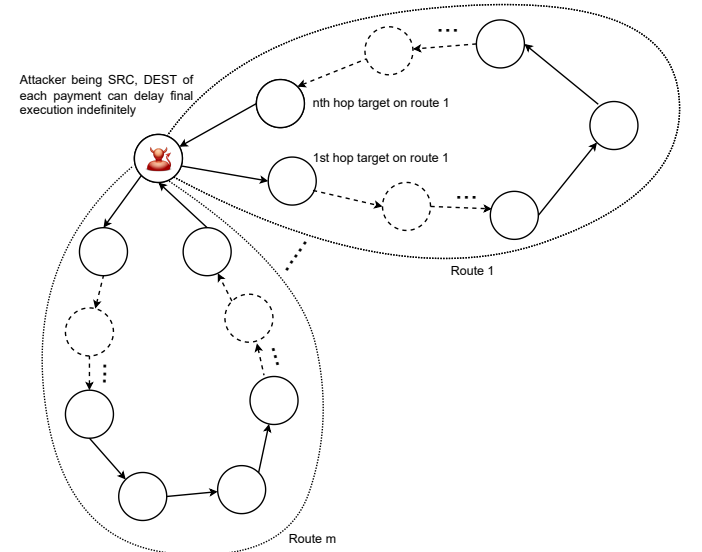 Attacker being SRC, DEST of
each payment can delay final
execution indefinitely
nth hop target on route 1
1st hop target on route 1
Route 1
Route m